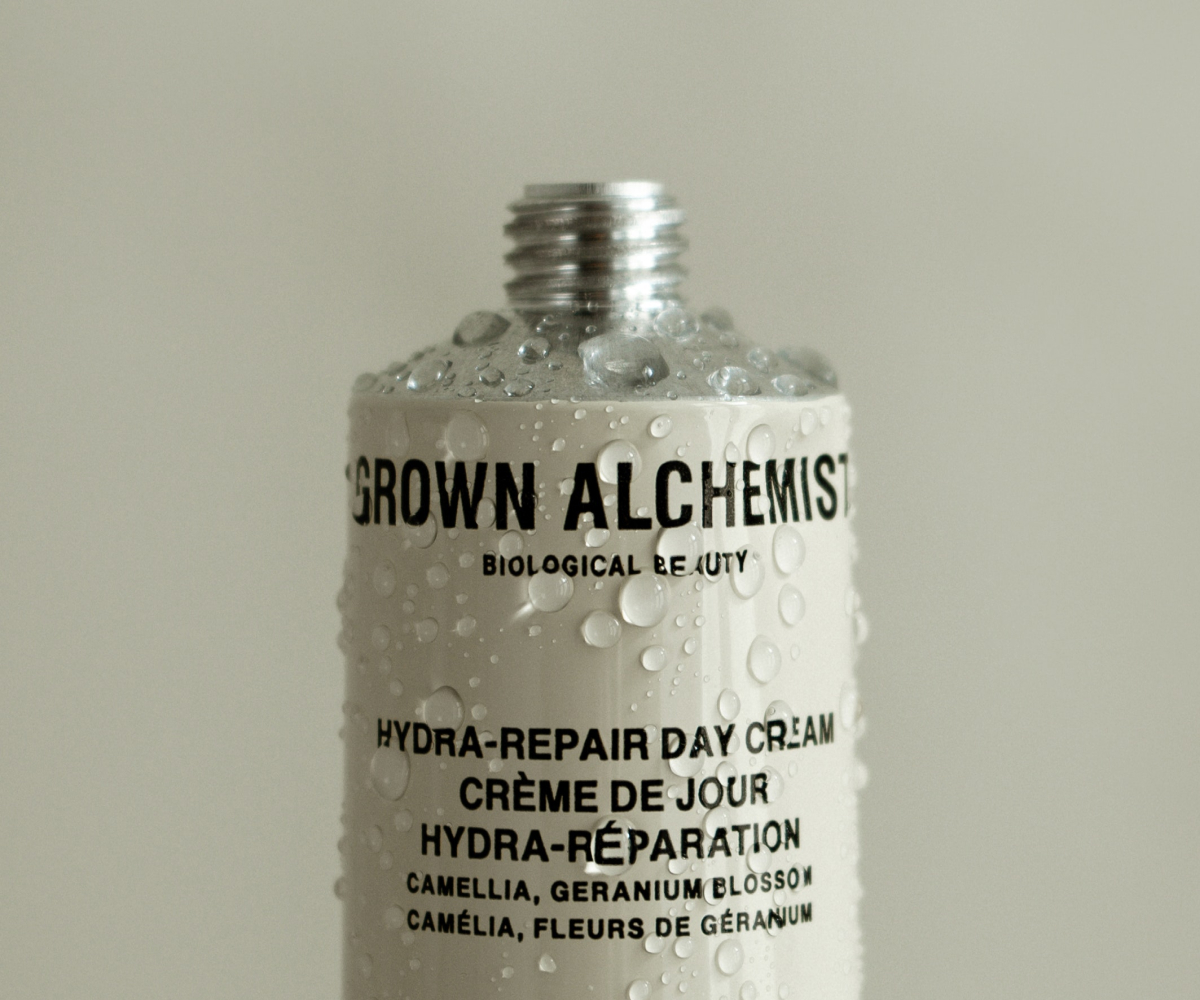 GROWN ALCHEMIST
BIOLOGICAL BEAUTY
HYDRA-REPAIR DAY CREAM
CRÈME DE JOUR
HYDRA-RÉPARATION
CAMELLIA, GERANIUM BLOSSOM
CAMÉLIA, FLEURS DE GÉRANIUM